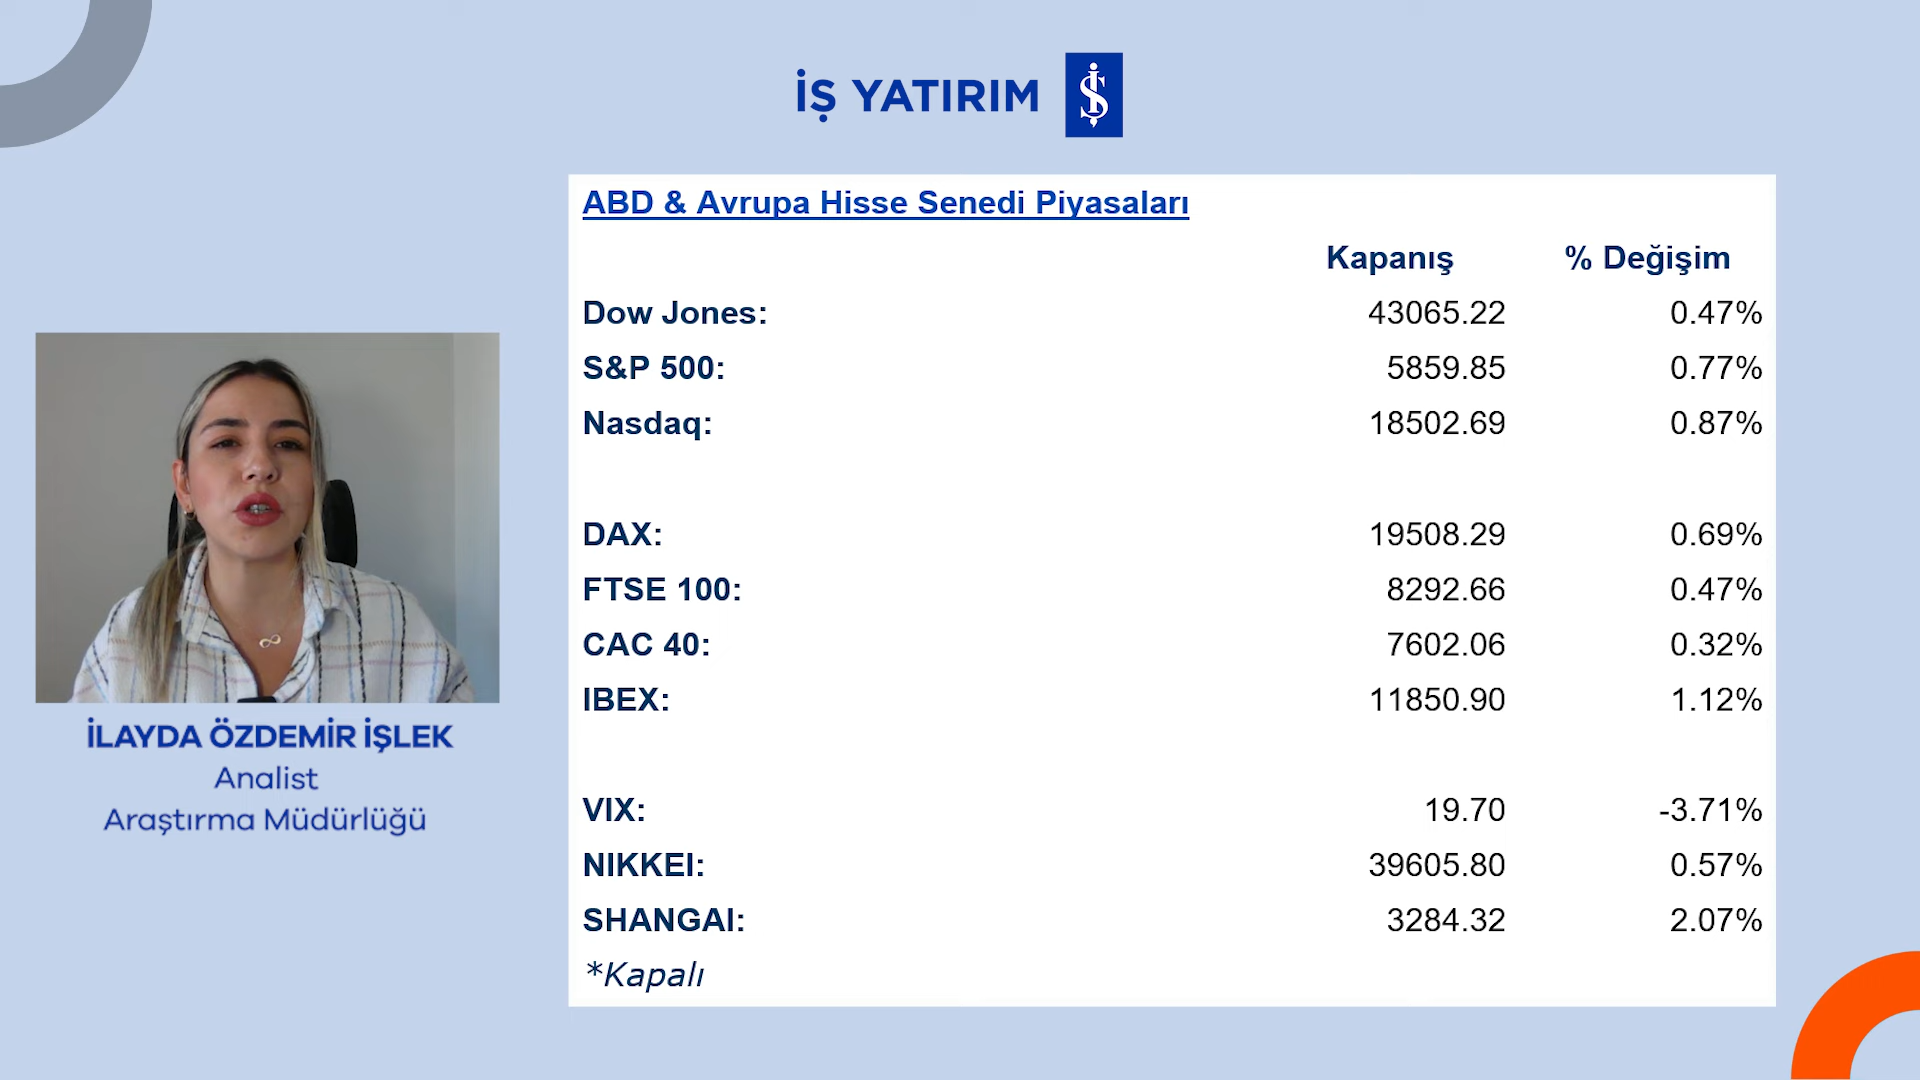 İŞ YATIRIM
ABD & Avrupa Hisse Senedi Piyasaları
Kapanış % Değişim
Dow Jones: 43065.22 0.47%
S&P 500: 5859.85 0.77%
Nasdaq: 18502.69 0.87%
DAX: 19508.29 0.69%
FTSE 100: 8292.66 0.47%
CAC 40: 7602.06 0.32%
IBEX: 11850.90 1.12%
VIX: 19.70 -3.71%
NIKKEI: 39605.80 0.57%
SHANGAI: 3284.32 2.07%
*Kapalı
İLAYDA ÖZDEMİR İŞLEK
Analist
Araştırma Müdürlüğü